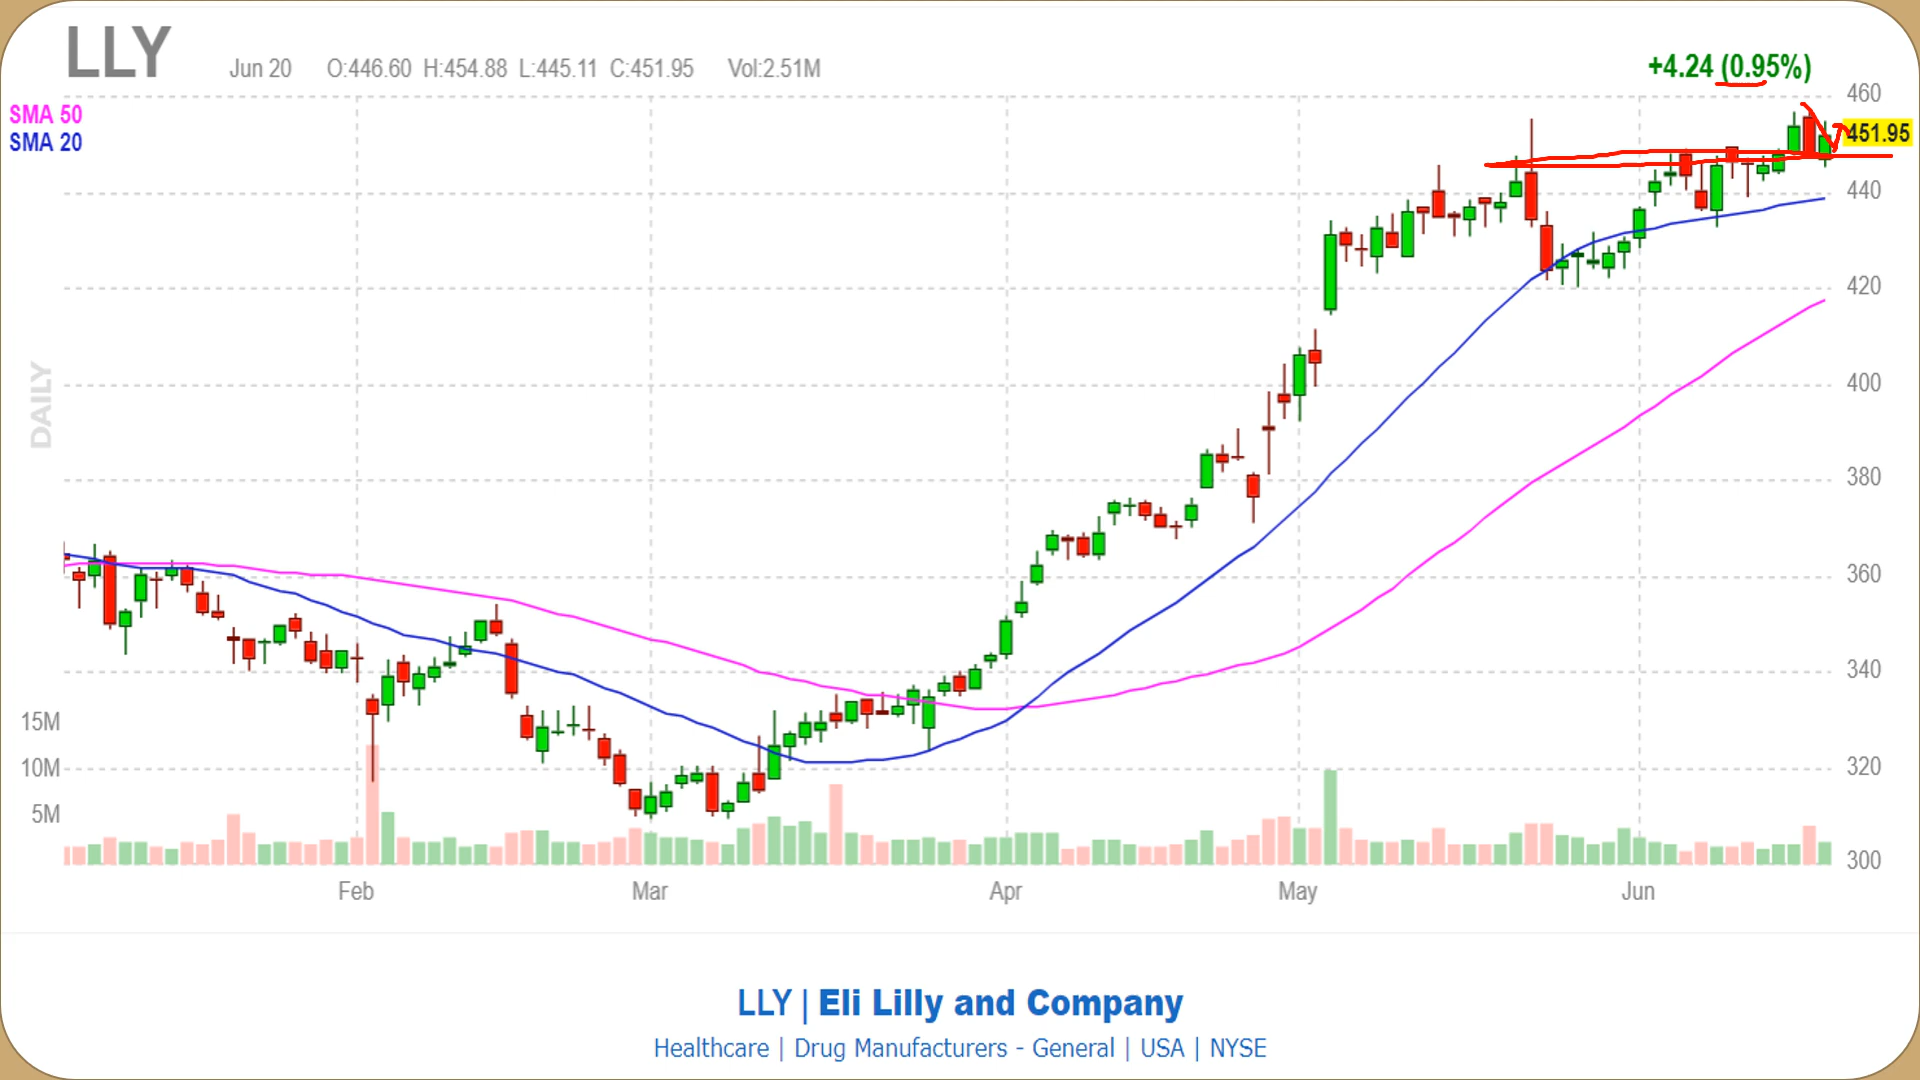 LLY
Jun 20 O:446.60 H:454.88 L:445.11 C:451.95 Vol:2.51M
+4.24 (0.95%)
SMA 50
SMA 20
460
451.95
440
420
400
380
360
340
320
300
DAILY
15M
10M
5M
Feb Mar Apr May Jun
LLY | Eli Lilly and Company
Healthcare | Drug Manufacturers - General | USA | NYSE